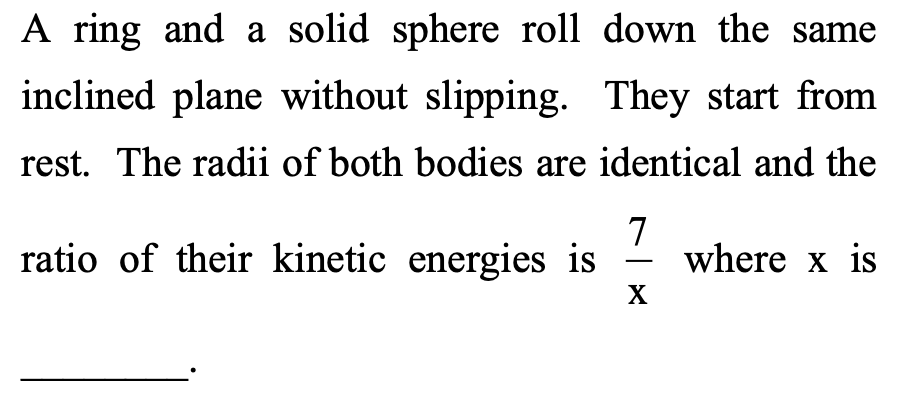 A ring and a solid sphere roll down the same
inclined plane without slipping. They start from
rest. The radii of both bodies are identical and the
ratio of their kinetic energies is 7/x where x is
________.